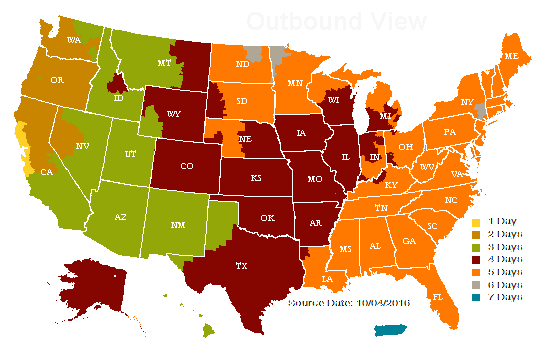 Outbound View
WA
MT
ND
MN
ME
OR
ID
SD
WI
MI
NY
WY
NE
IA
PA
NV
UT
CO
IL
IN
OH
WV
VA
CA
KS
MO
KY
AZ
NM
OK
AR
TN
NC
SC
TX
MS
AL
GA
LA
FL
1 Day
2 Days
3 Days
4 Days
5 Days
6 Days
7 Days
Source Date: 10/04/2016